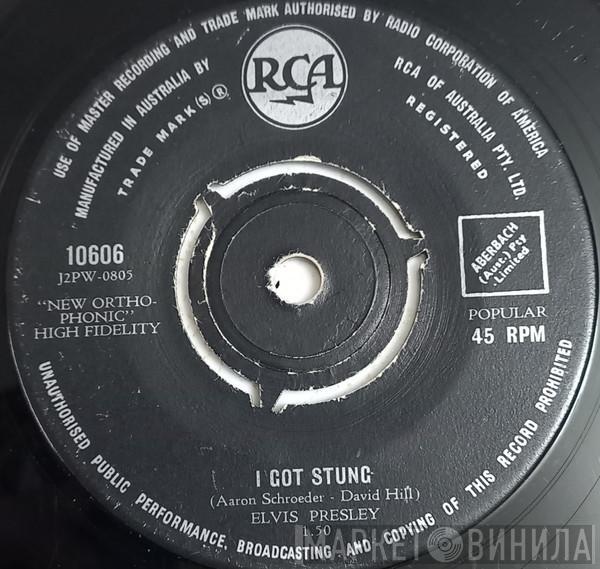 USE OF MASTER RECORDING AND TRADE MARK AUTHORISED BY RADIO CORPORATION OF AMERICA
MANUFACTURED IN AUSTRALIA BY
RCA OF AUSTRALIA PTY. LTD.
TRADE MARK(S)®
REGISTERED
RCA
10606
J2PW-0805
"NEW ORTHO-
PHONIC"
HIGH FIDELITY
ABERBACH
(Aust.) Pty
Limited
POPULAR
45 RPM
I GOT STUNG
(Aaron Schroeder - David Hill)
ELVIS PRESLEY
1.50
UNAUTHORISED PUBLIC PERFORMANCE, BROADCASTING AND COPYING OF THIS RECORD PROHIBITED
МАРКЕТ ВИНИЛА